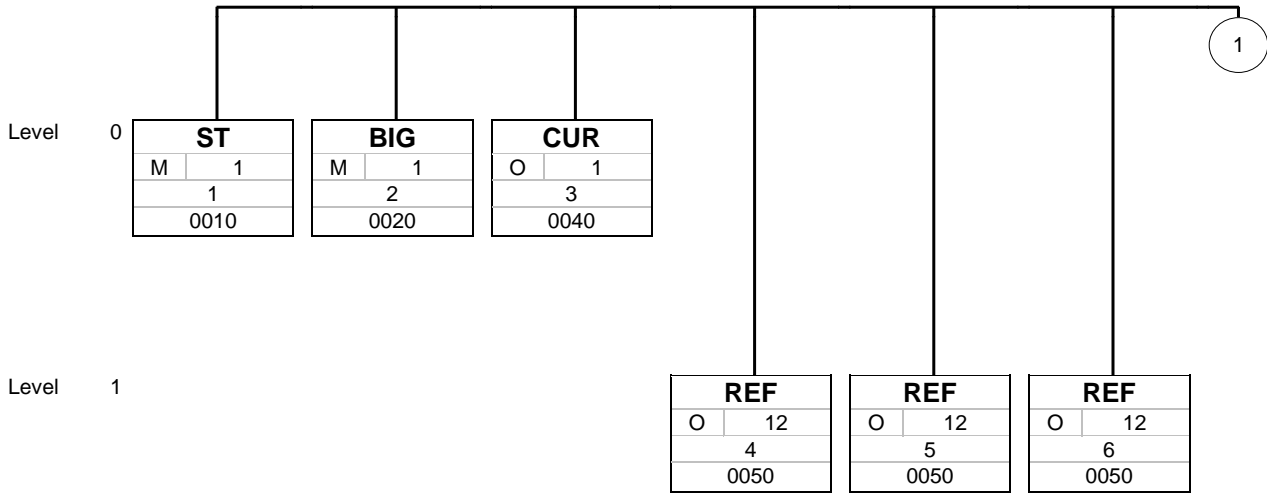 1
Level 0
ST BIG CUR
M 1 M 1 O 1
1 2 3
0010 0020 0040
Level 1
REF REF REF
O 12 O 12 O 12
4 5 6
0050 0050 0050